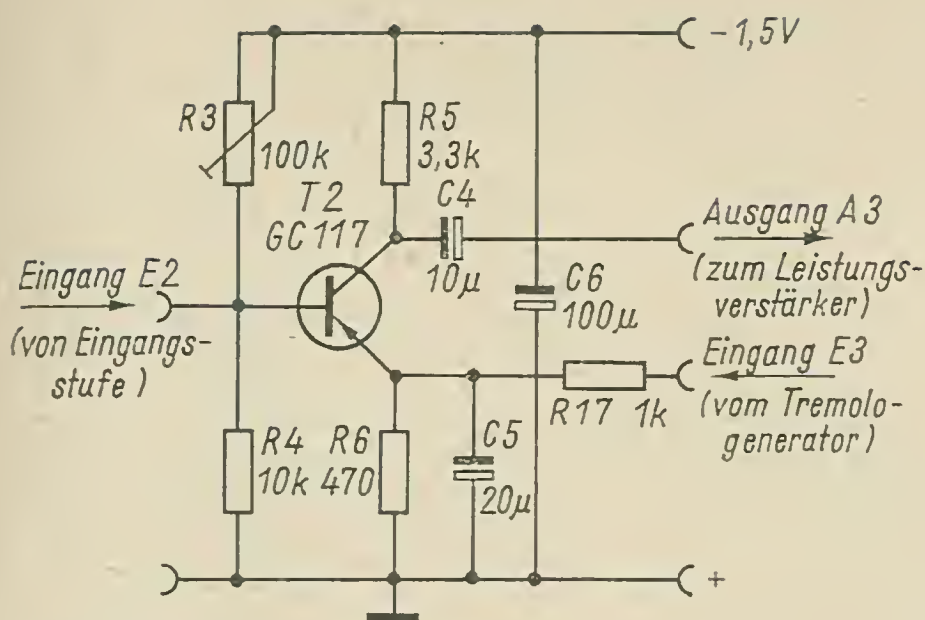 - 1,5V
R3
100k
R5
3,3k
T2
GC117
C4
10µ
Ausgang A3
(zum Leistungs-
verstärker)
Eingang E2
(von Eingangs-
stufe)
C6
100µ
Eingang E3
(vom Tremolo-
generator)
R17 1k
R4
10k
R6
470
C5
20µ
+